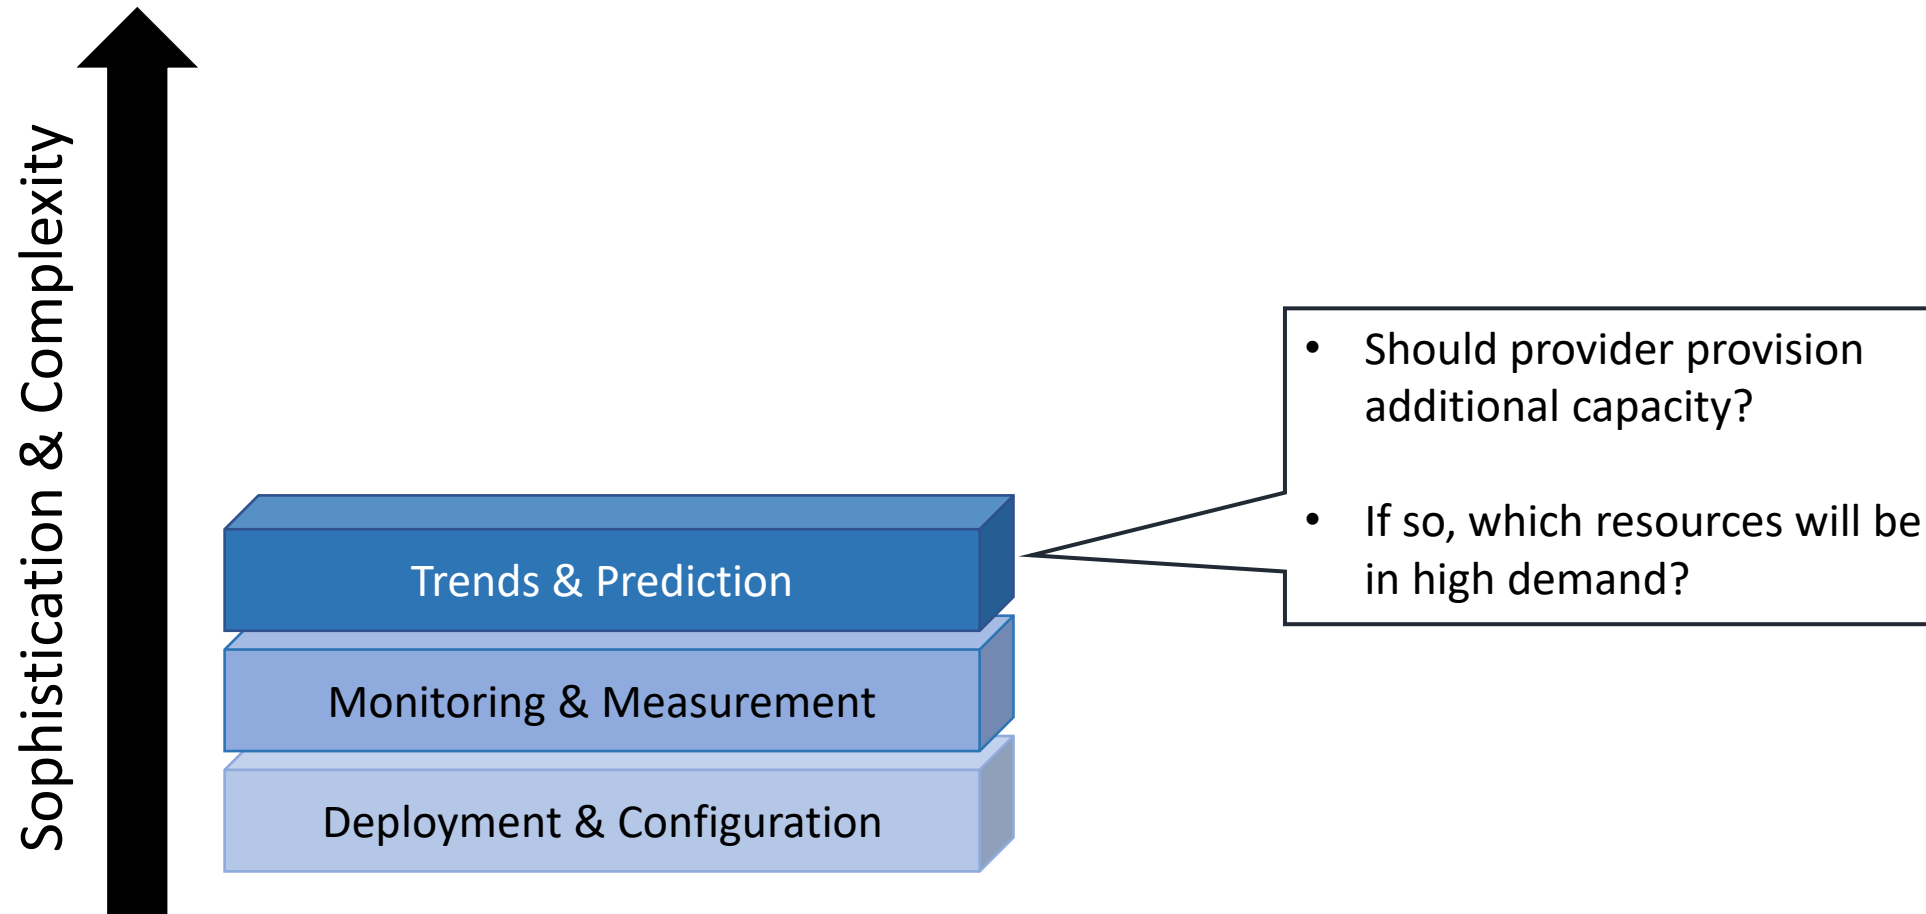 Sophistication & Complexity
• Should provider provision
additional capacity?
• If so, which resources will be
in high demand?
Trends & Prediction
Monitoring & Measurement
Deployment & Configuration